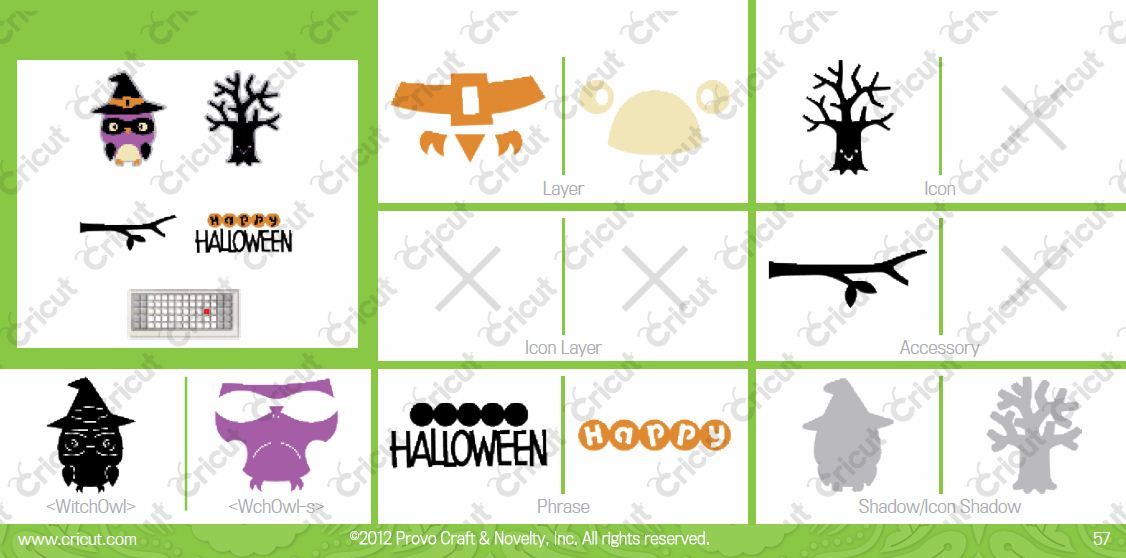 HAPPY
HALLOWEEN
Layer
Icon
Icon Layer
Accessory
<WitchOwl>
<WchOwl-s>
HALLOWEEN
HAPPY
Phrase
Shadow/Icon Shadow
www.cricut.com
©2012 Provo Craft & Novelty, Inc. All rights reserved.
57
Cricut